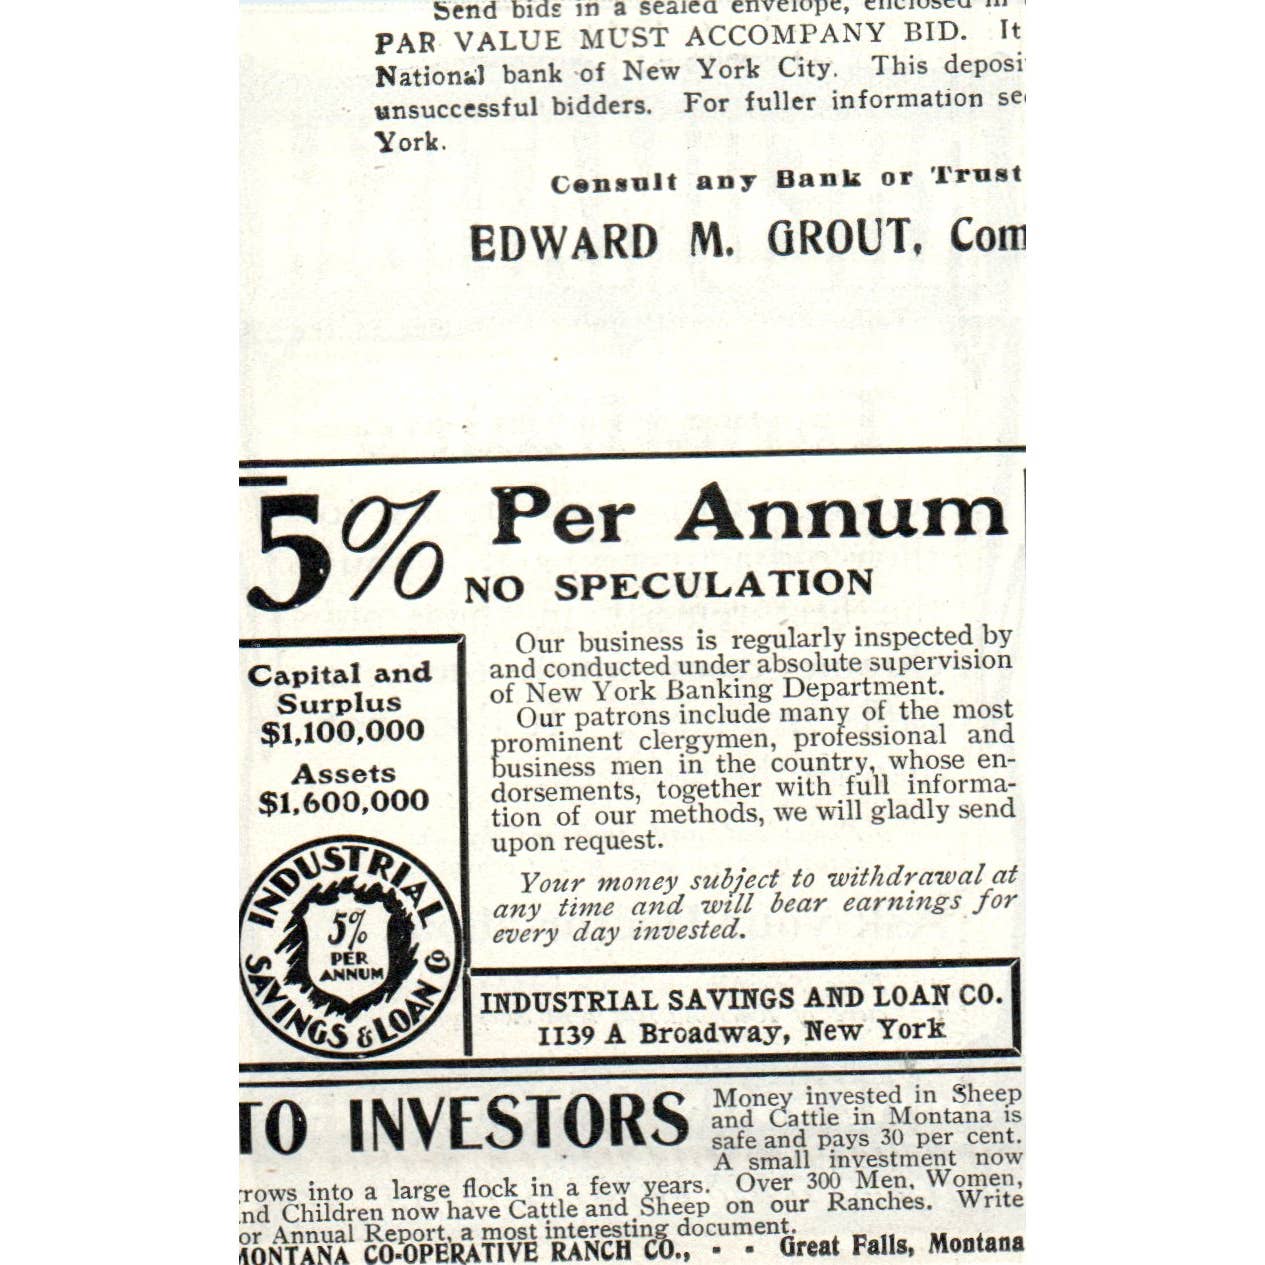 Send bids in a sealed envelope, enclosed in
PAR VALUE MUST ACCOMPANY BID. It
National bank of New York City. This deposi
unsuccessful bidders. For fuller information se
York.
Consult any Bank or Trust
EDWARD M. GROUT, Com
5% Per Annum
NO SPECULATION
Capital and
Surplus
$1,100,000
Assets
$1,600,000
INDUSTRIAL
SAVINGS & LOAN Co
5%
PER
ANNUM
Our business is regularly inspected by
and conducted under absolute supervision
of New York Banking Department.
Our patrons include many of the most
prominent clergymen, professional and
business men in the country, whose en-
dorsements, together with full informa-
tion of our methods, we will gladly send
upon request.
Your money subject to withdrawal at
any time and will bear earnings for
every day invested.
INDUSTRIAL SAVINGS AND LOAN CO.
1139 A Broadway, New York
TO INVESTORS
Money invested in Sheep
and Cattle in Montana is
safe and pays 30 per cent.
A small investment now
rows into a large flock in a few years. Over 300 Men, Women,
nd Children now have Cattle and Sheep on our Ranches. Write
or Annual Report, a most interesting document.
MONTANA CO-OPERATIVE RANCH CO., - - Great Falls, Montana